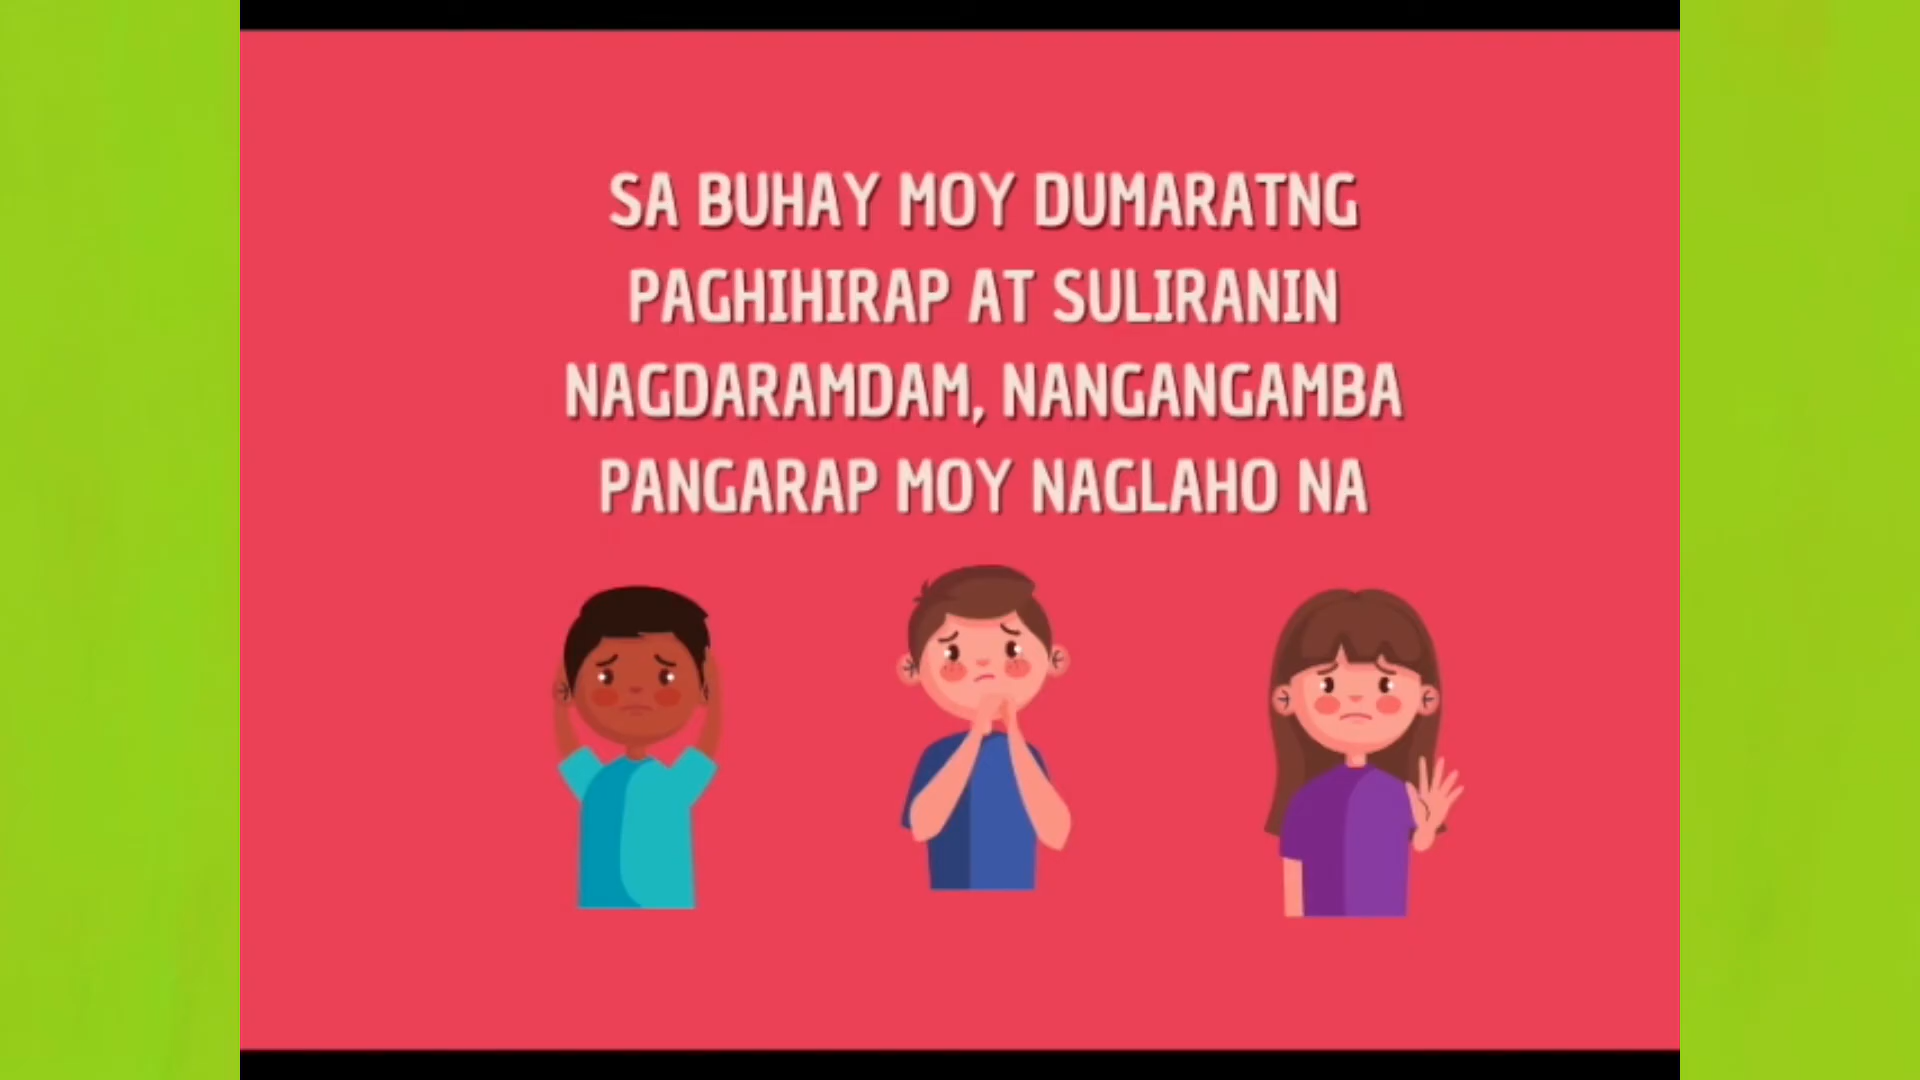 SA BUHAY MOY DUMARATNG
PAGHIHIRAP AT SULIRANIN
NAGDARAMDAM, NANGANGAMBA
PANGARAP MOY NAGLAHO NA